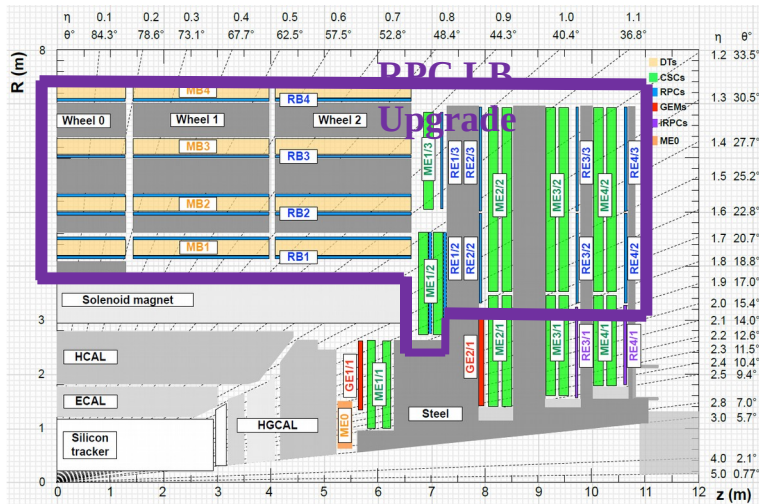 η 0.1 0.2 0.3 0.4 0.5 0.6 0.7 0.8 0.9 1.0 1.1 η θ°
θ° 84.3° 78.6° 73.1° 67.7° 62.5° 57.5° 52.8° 48.4° 44.3° 40.4° 36.8° 1.2 33.5°
R (m)
8
RPC LB
Upgrade
DTs
CSCs
RPCs
GEMs
iRPCs
ME0
MB4
RB4
Wheel 0
Wheel 1
Wheel 2
MB3
RB3
MB2
RB2
MB1
RB1
ME1/3
RE1/3
RE2/3
ME2/2
ME3/2
RE3/3
ME4/2
RE4/3
ME1/2
RE1/2
RE2/2
RE3/2
RE4/2
1.3 30.5°
1.4 27.7°
1.5 25.2°
1.6 22.8°
1.7 20.7°
1.8 18.8°
1.9 17.0°
2.0 15.4°
2.1 14.0°
2.2 12.6°
2.3 11.5°
2.4 10.4°
2.5 9.4°
2.8 7.0°
3.0 5.7°
4.0 2.1°
5.0 0.77°
Solenoid magnet
3
HCAL
2
ECAL
1
Silicon
tracker
HGCAL
GE1/1
ME1/1
ME0
Steel
GE2/1
ME2/1
ME3/1
RE3/1
ME4/1
RE4/1
0
0 1 2 3 4 5 6 7 8 9 10 11 12
z (m)